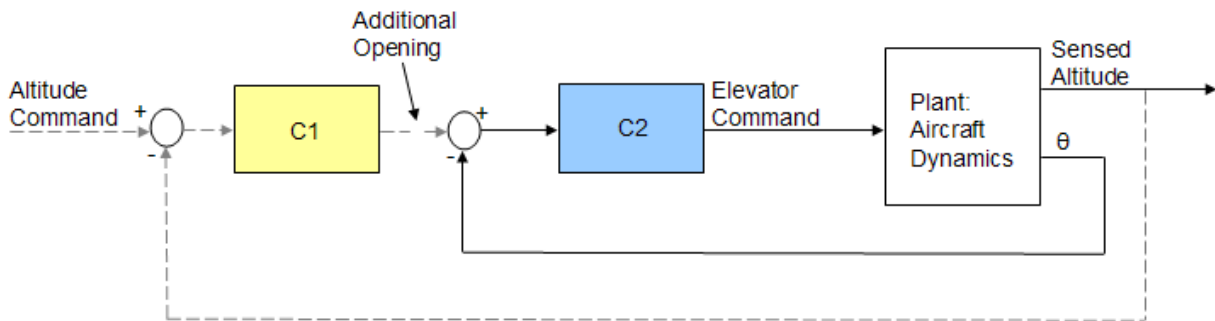 Additional
Opening
Altitude
Command
+
-
C1
+
-
C2
Elevator
Command
Plant:
Aircraft
Dynamics
Sensed
Altitude
θ